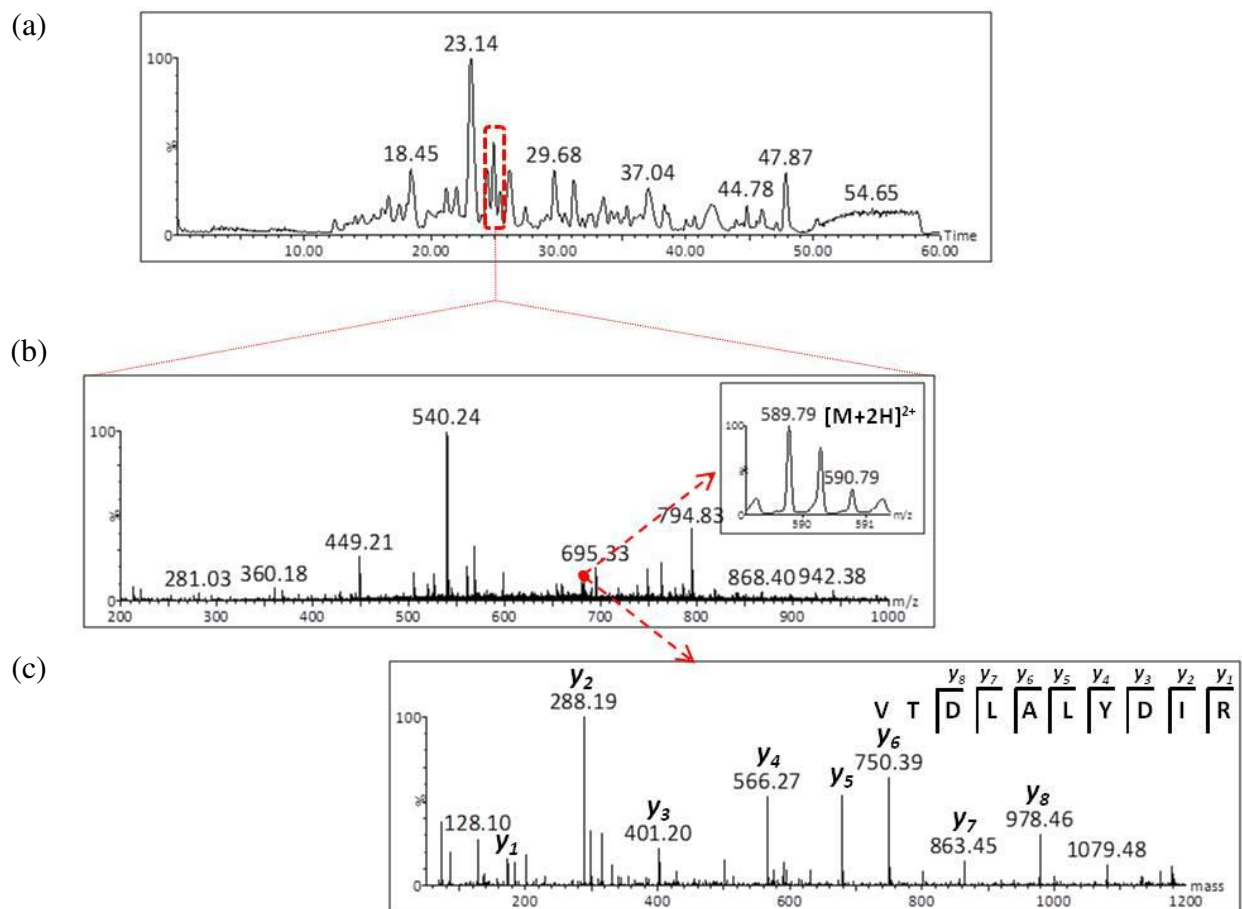 (a)
23.14
100
18.45
29.68
37.04
44.78
47.87
54.65
%
0
Time
10.00 20.00 30.00 40.00 50.00 60.00
(b)
540.24
100
%
0
449.21
281.03
360.18
695.33
794.83
868.40
942.38
m/z
200 300 400 500 600 700 800 900 1000
589.79 [M+2H]²⁺
100
%
590.79
0
m/z
590 591
(c)
y₈ y₇ y₆ y₅ y₄ y₃ y₂ y₁
V T D L A L Y D I R
y₂
288.19
100
y₆
750.39
y₄
566.27
y₅
y₈
978.46
y₃
401.20
y₇
863.45
1079.48
128.10
y₁
%
0
mass
200 400 600 800 1000 1200